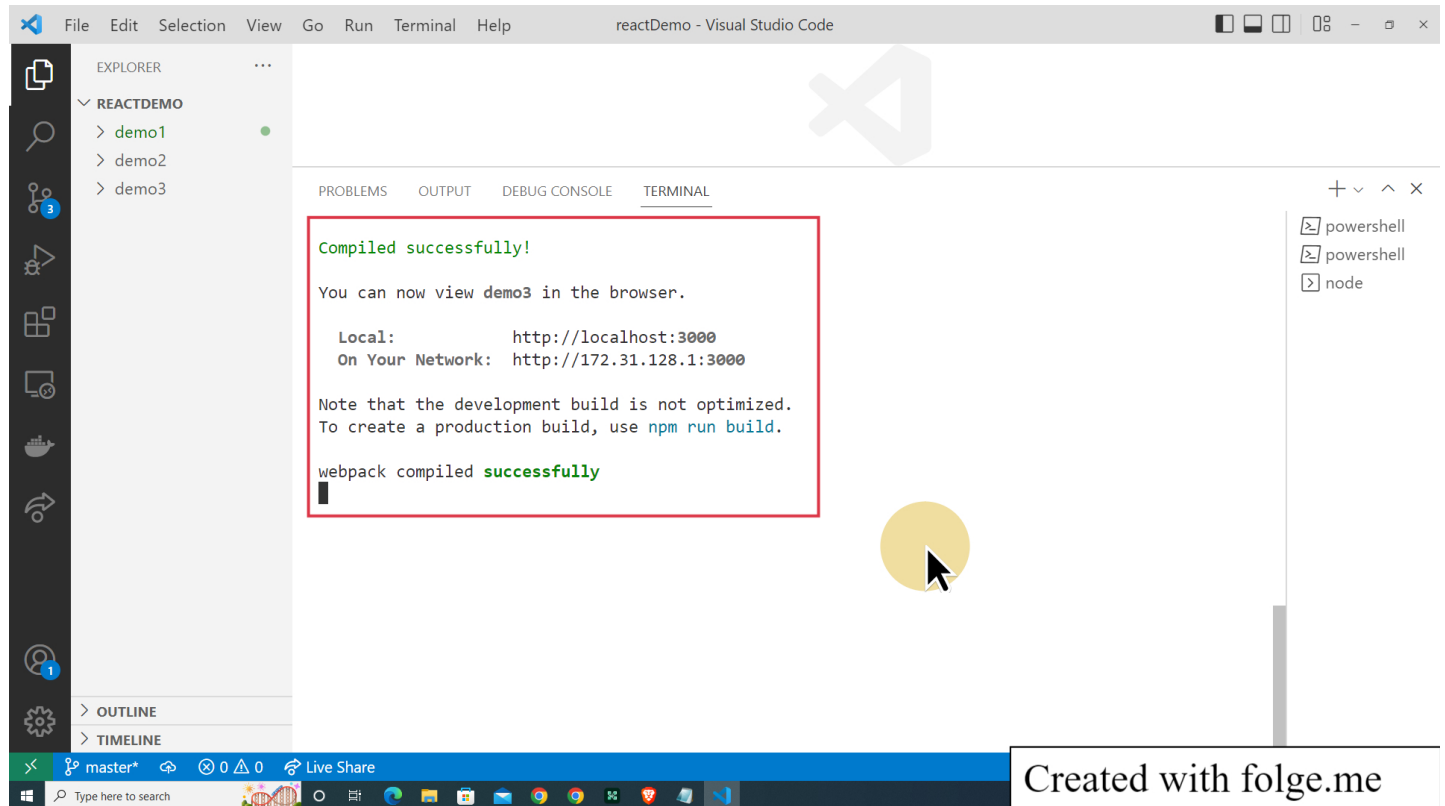 File Edit Selection View Go Run Terminal Help reactDemo - Visual Studio Code
EXPLORER
REACTDEMO
demo1
demo2
demo3
3
1
OUTLINE
TIMELINE
PROBLEMS OUTPUT DEBUG CONSOLE TERMINAL
Compiled successfully!
You can now view demo3 in the browser.
Local: http://localhost:3000
On Your Network: http://172.31.128.1:3000
Note that the development build is not optimized.
To create a production build, use npm run build.
webpack compiled successfully
powershell
powershell
node
master* 0 0 Live Share
Type here to search
Created with folge.me